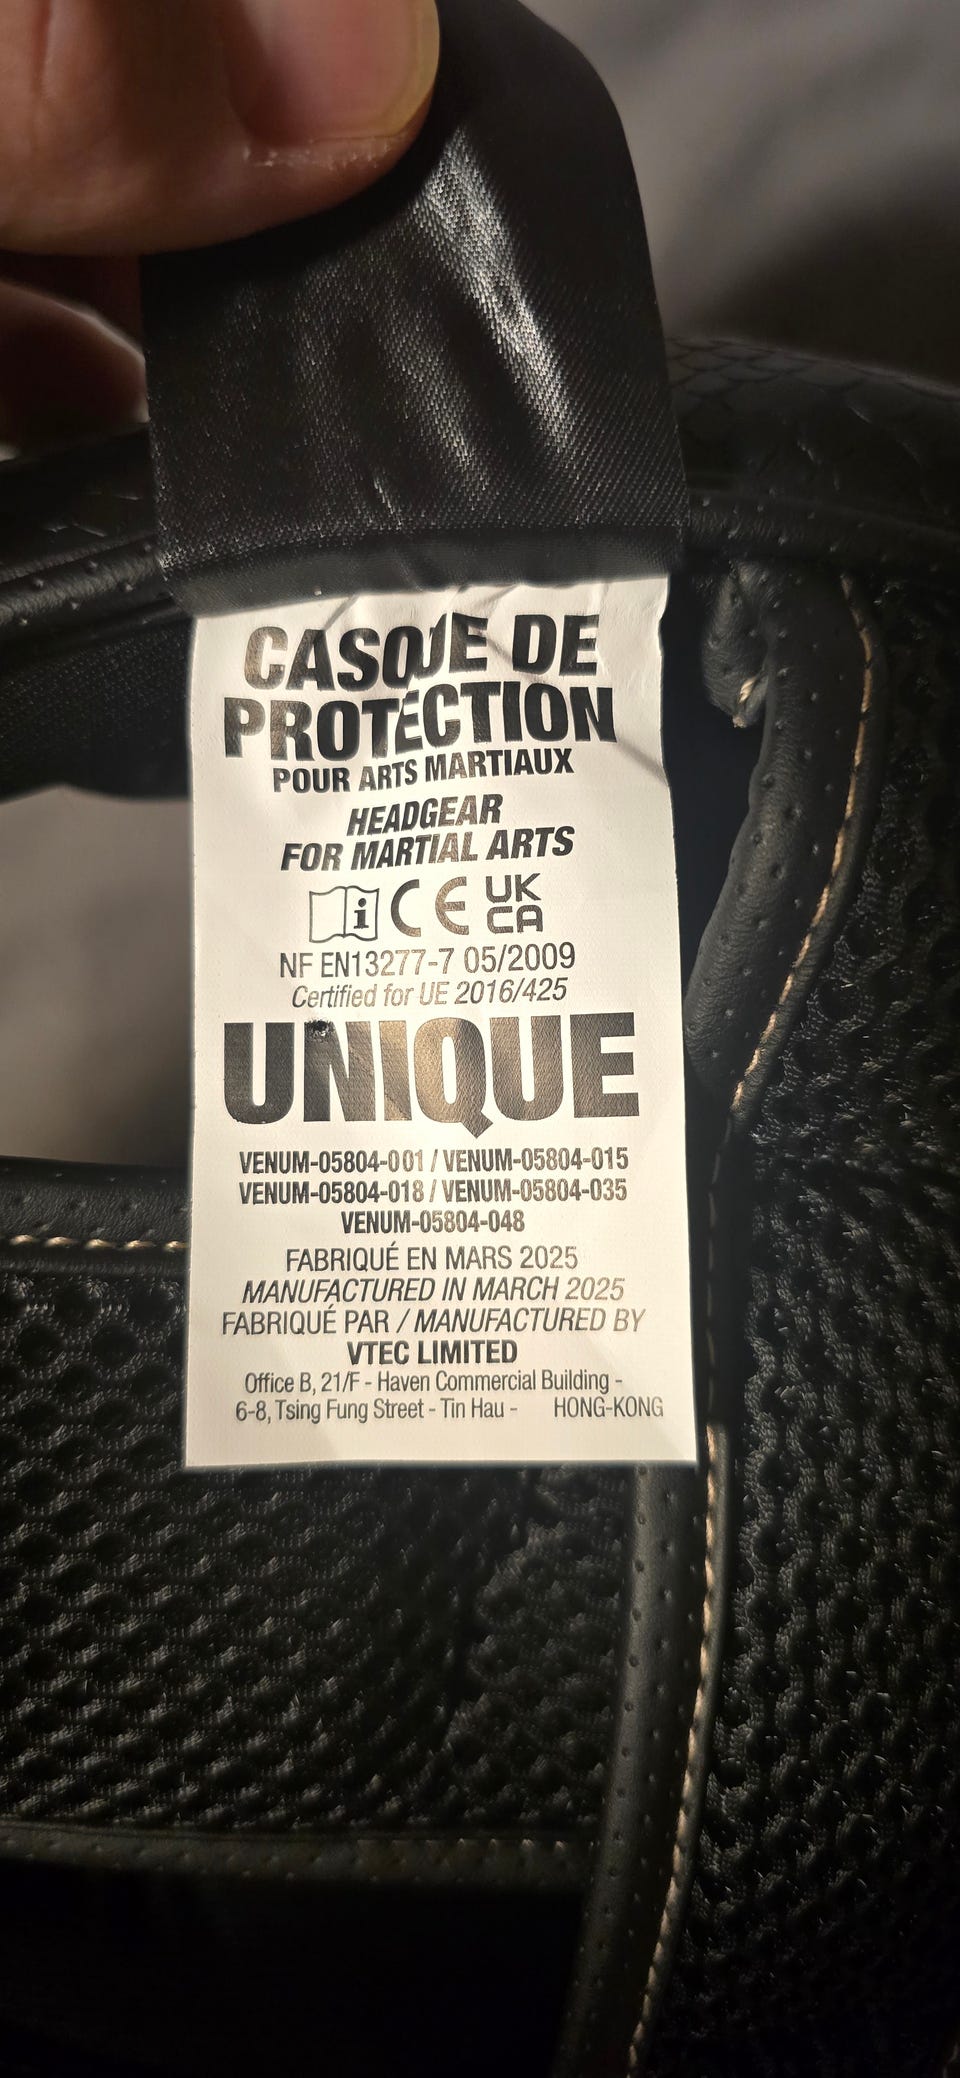 CASQUE DE
PROTECTION
POUR ARTS MARTIAUX
HEADGEAR
FOR MARTIAL ARTS
i CE UK
CA
NF EN13277-7 05/2009
Certified for UE 2016/425
UNIQUE
VENUM-05804-001 / VENUM-05804-015
VENUM-05804-018 / VENUM-05804-035
VENUM-05804-048
FABRIQUÉ EN MARS 2025
MANUFACTURED IN MARCH 2025
FABRIQUÉ PAR / MANUFACTURED BY
VTEC LIMITED
Office B, 21/F - Haven Commercial Building -
6-8, Tsing Fung Street - Tin Hau - HONG-KONG